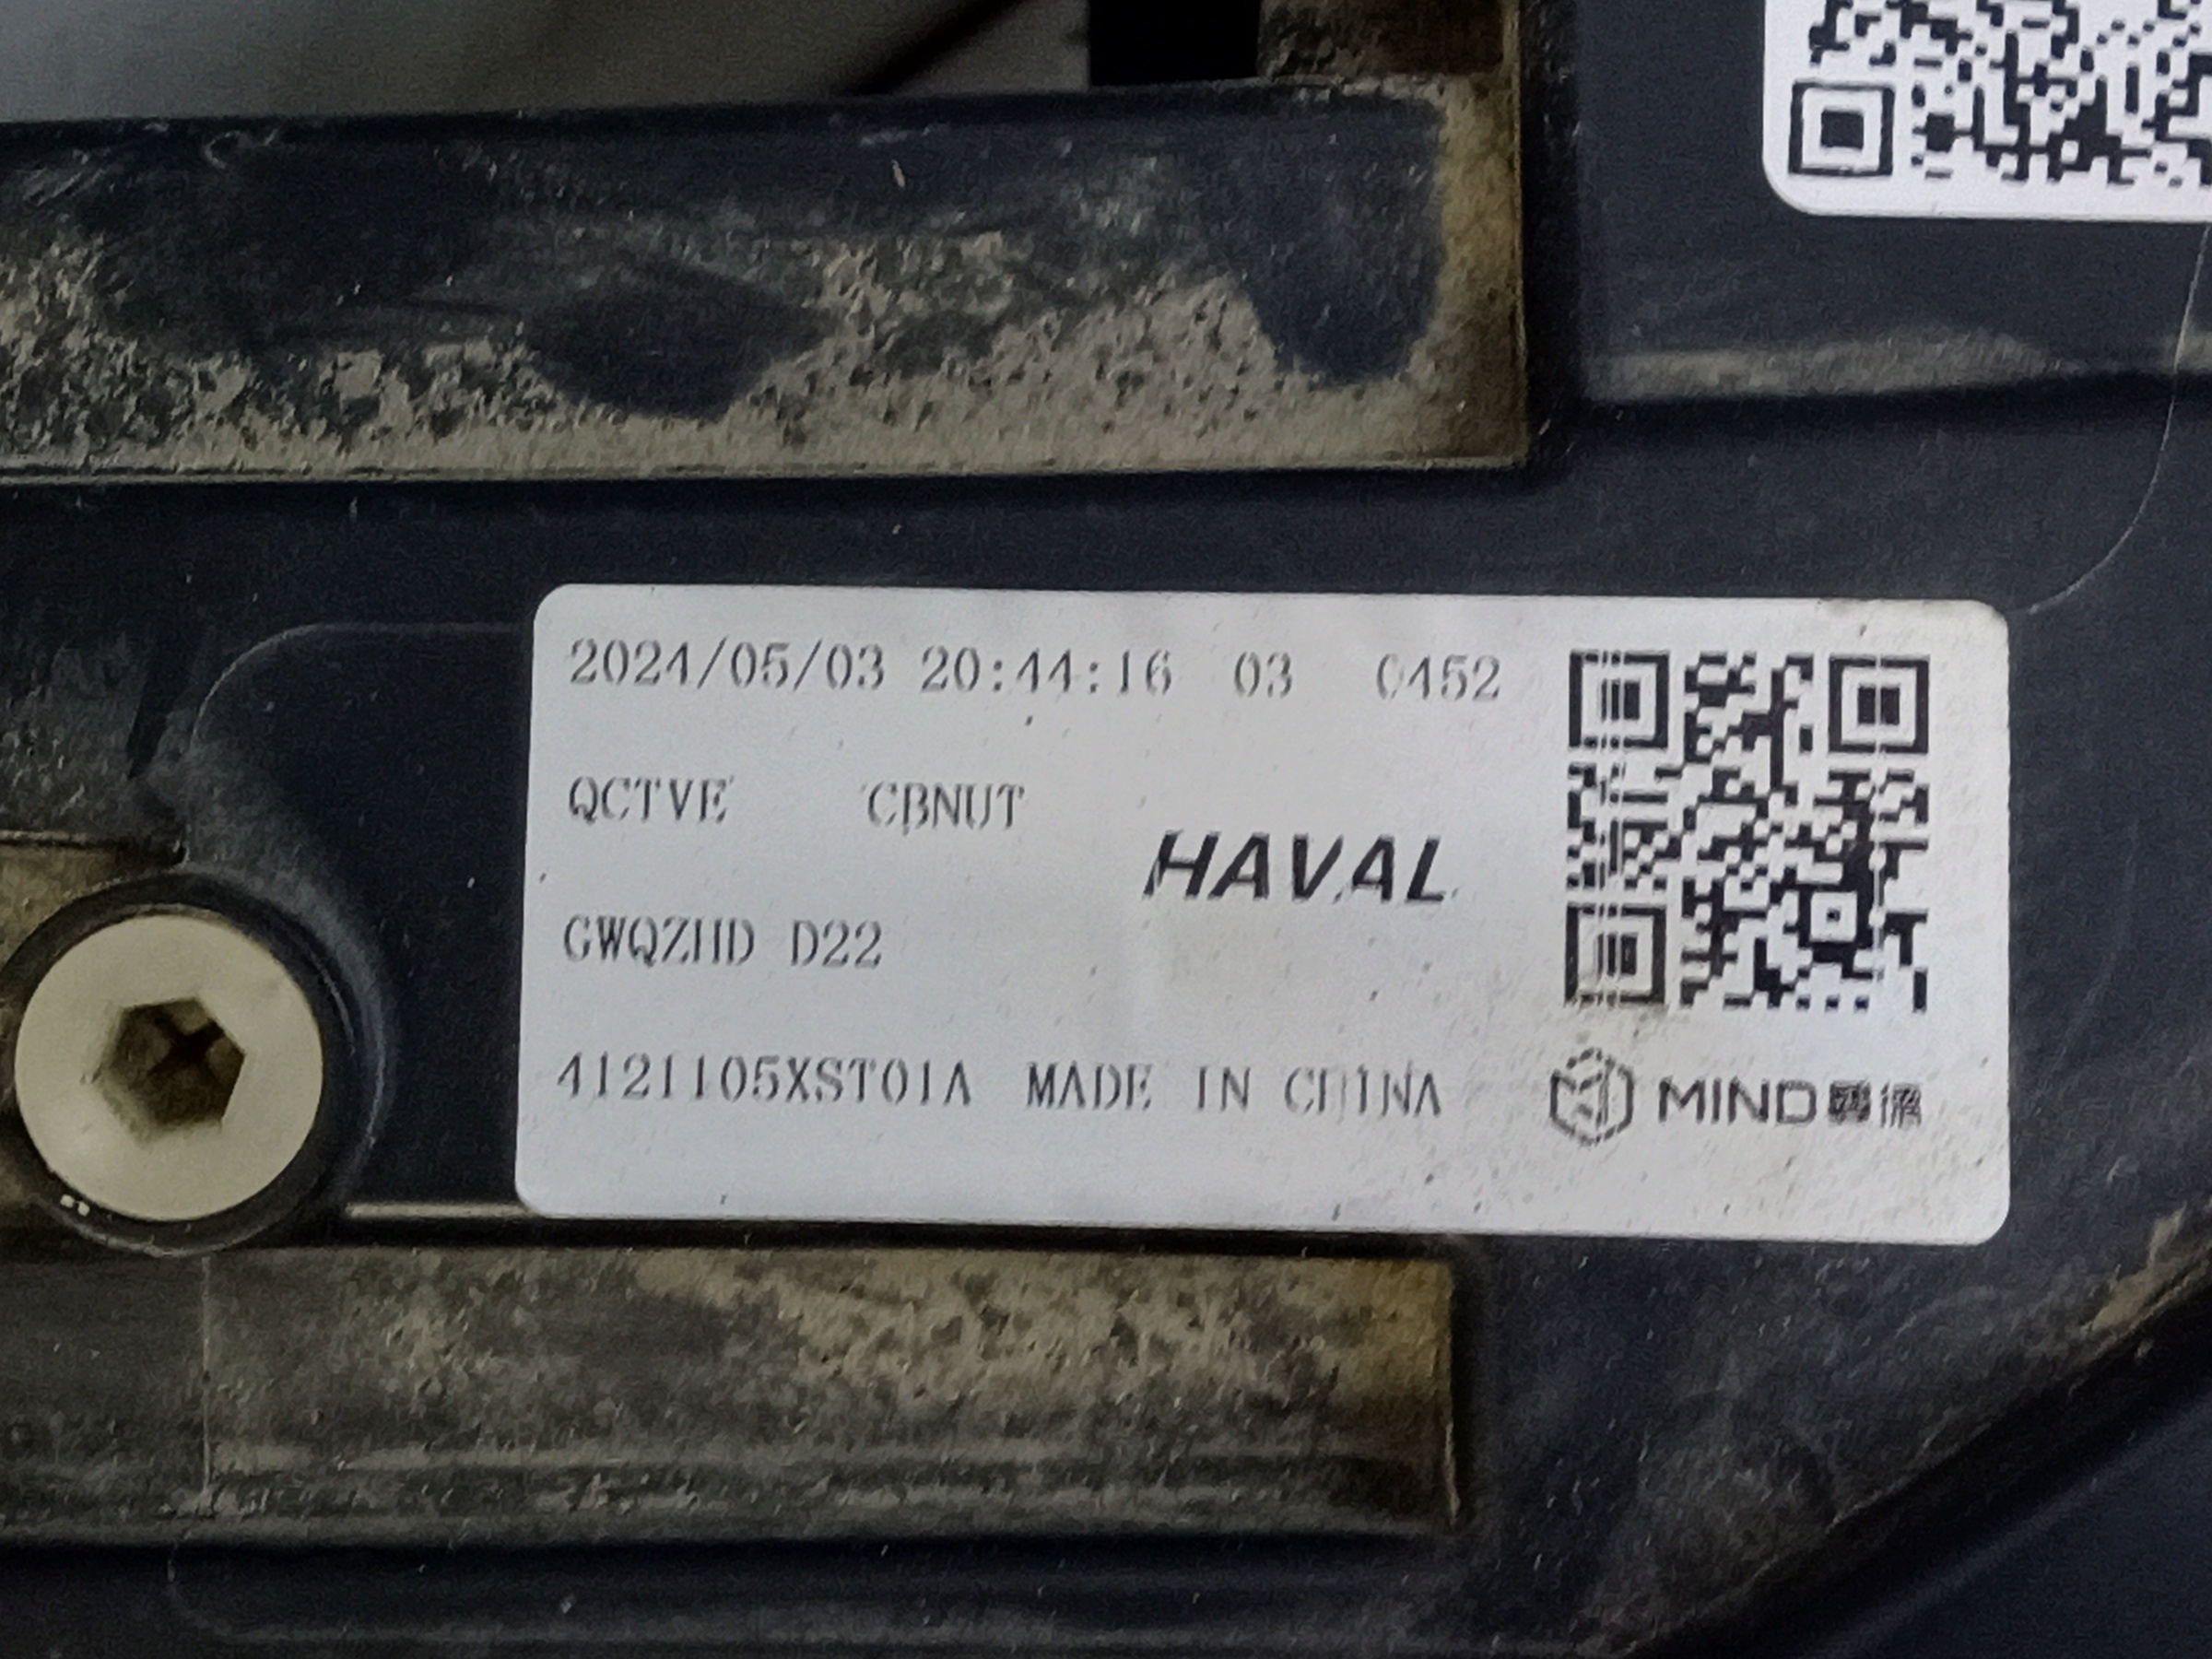 2024/05/03 20:44:16 03 0452
QCTVE CBNUT
HAVAL
GWQZHD D22
4121105XST01A MADE IN CHINA
MIND